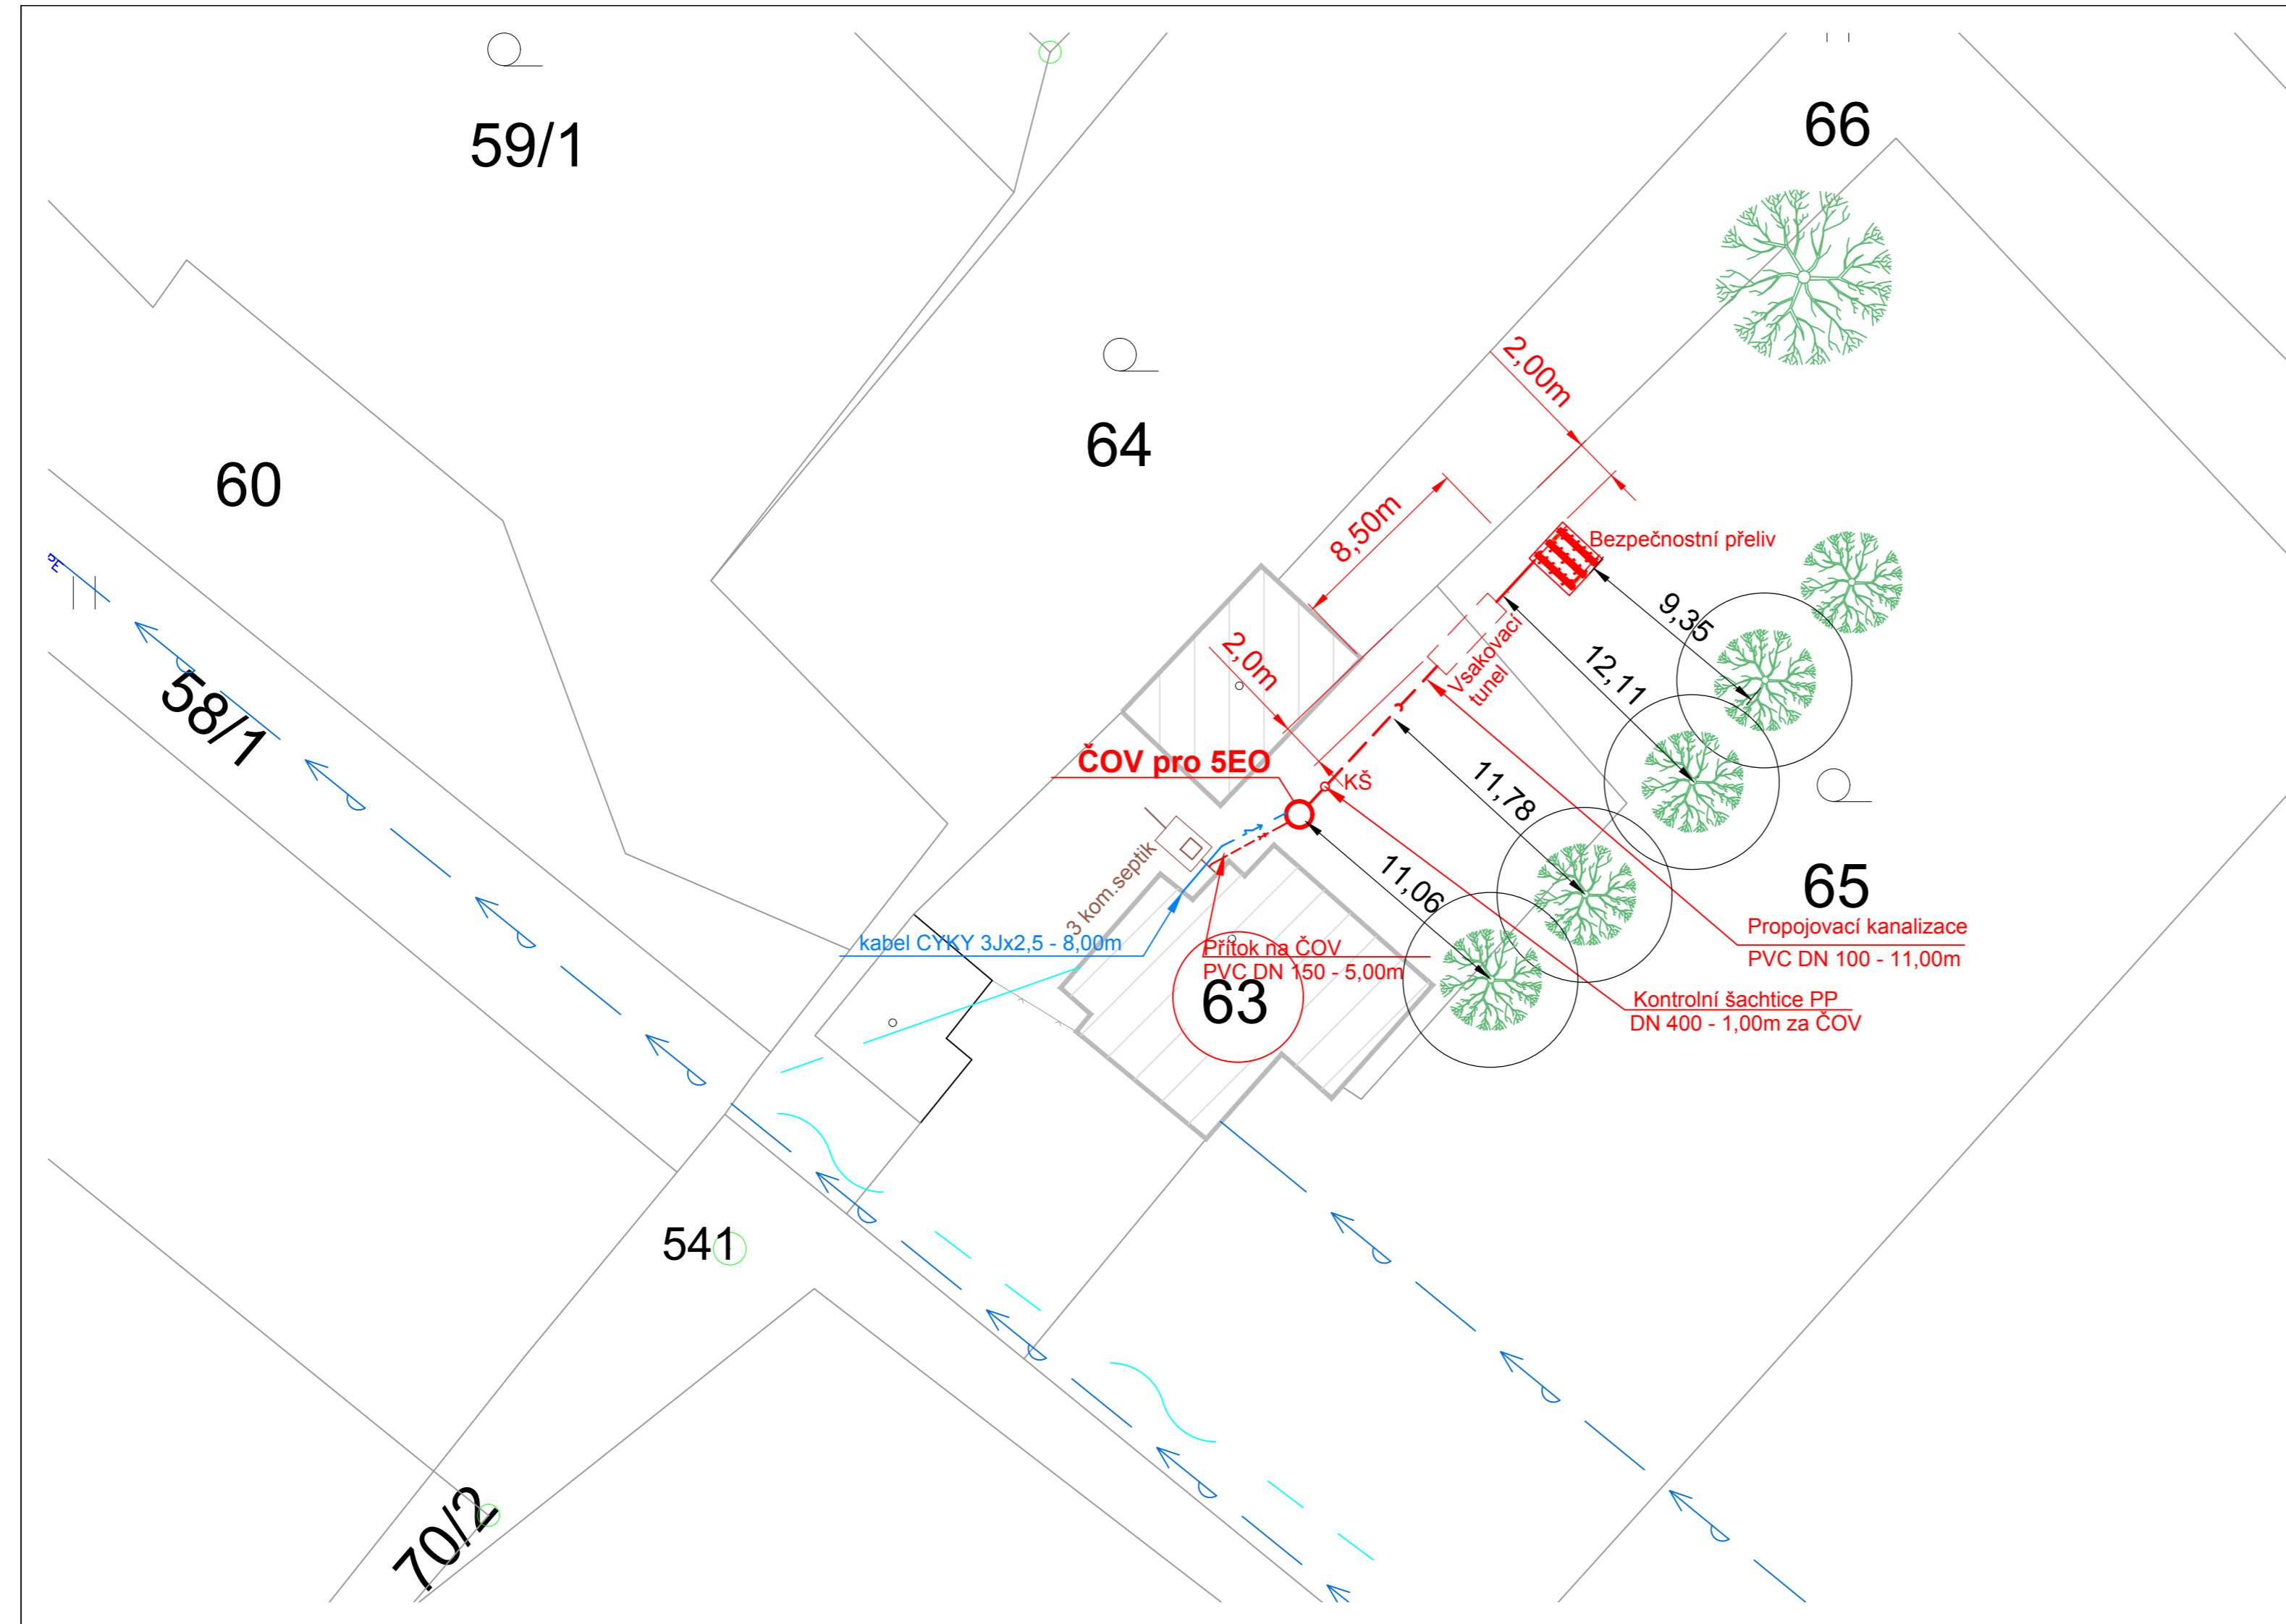 59/1
66
64
60
2,00m
8,50m
Bezpečnostní přeliv
PE
9,35
Vsakovací
tunel
12,11
2,0m
58/1
ČOV pro 5EO
KŠ
11,78
3 kom.septik
11,06
65
kabel CYKY 3Jx2,5 - 8,00m
Přítok na ČOV
PVC DN 150 - 5,00m
63
Propojovací kanalizace
PVC DN 100 - 11,00m
Kontrolní šachtice PP
DN 400 - 1,00m za ČOV
541
70/2